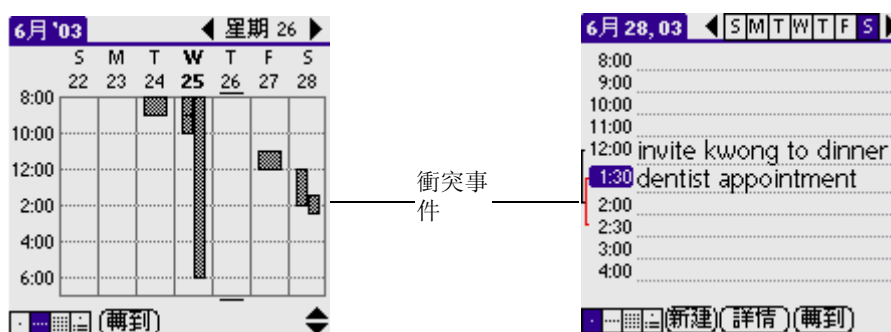 6月 '03 星期 26
S M T W T F S
22 23 24 25 26 27 28
8:00
10:00
12:00
2:00
4:00
6:00
轉到
衝突事
件
6月 28, 03 S M T W T F S
8:00
9:00
10:00
11:00
12:00 invite kwong to dinner
1:30 dentist appointment
2:00
2:30
3:00
4:00
新建 詳情 轉到